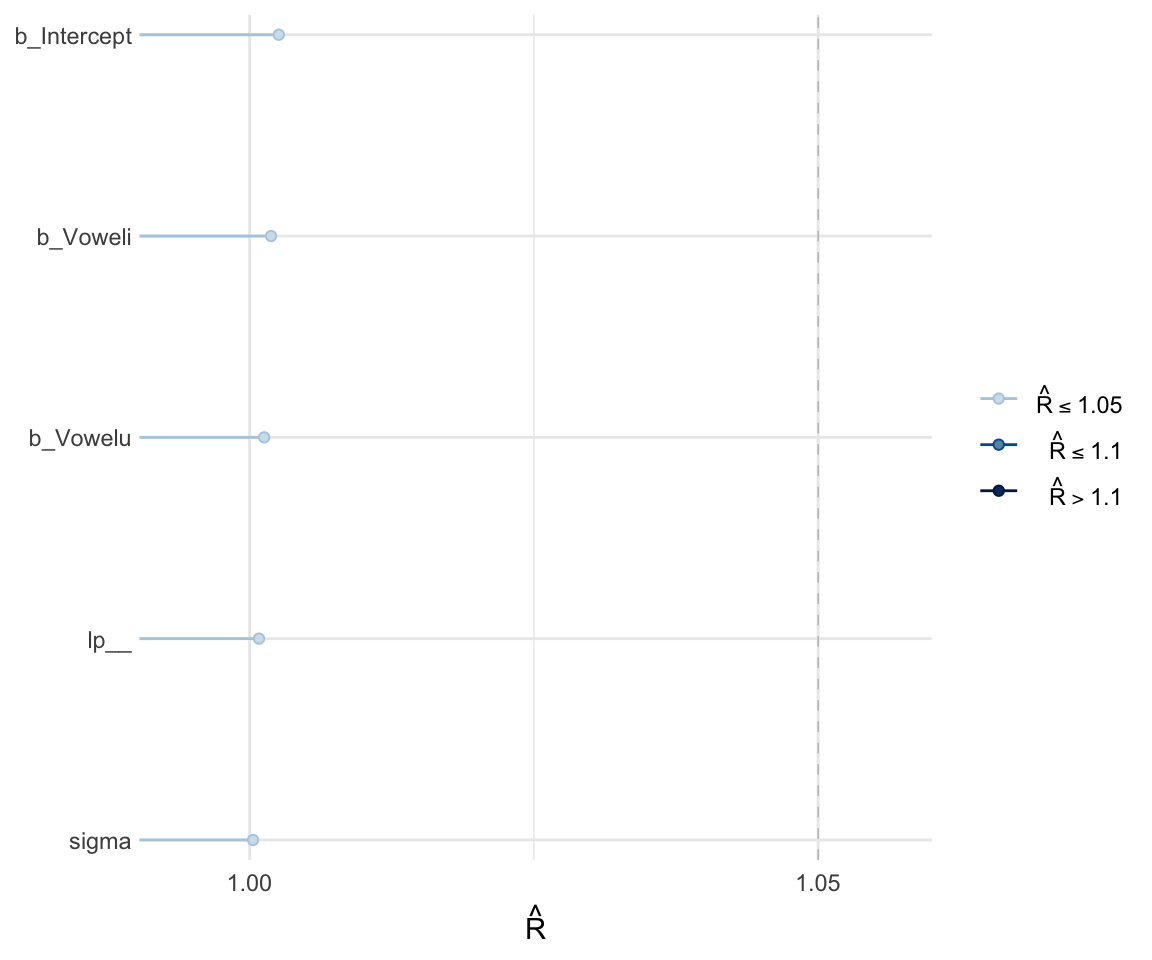 b_Intercept
b_Voweli
b_Vowelu
lp__
sigma
1.00 1.05
R̂
R̂ ≤ 1.05
R̂ ≤ 1.1
R̂ > 1.1